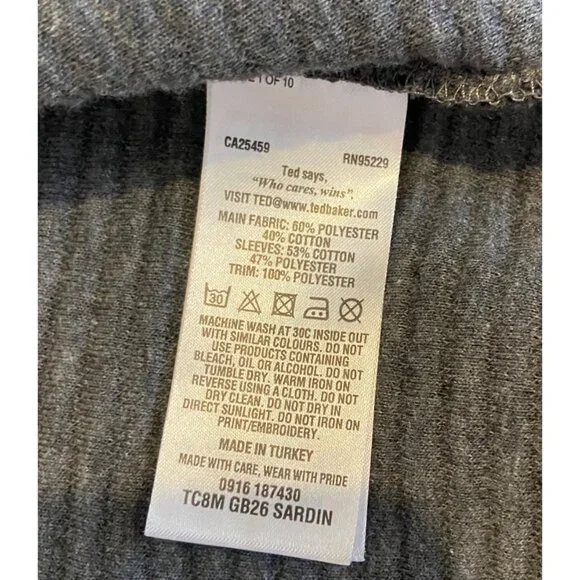 1 OF 10
CA25459
RN95229
Ted says,
"Who cares, wins",
VISIT TED@www.tedbaker.com
MAIN FABRIC: 60% POLYESTER
40% COTTON
SLEEVES: 53% COTTON
47% POLYESTER
TRIM: 100% POLYESTER
30
MACHINE WASH AT 30C INSIDE OUT
WITH SIMILAR COLOURS. DO NOT
USE PRODUCTS CONTAINING
BLEACH, OIL OR ALCOHOL. DO NOT
TUMBLE DRY. WARM IRON ON
REVERSE USING A CLOTH. DO NOT
DRY CLEAN. DO NOT DRY IN
DIRECT SUNLIGHT. DO NOT IRON ON
PRINT/EMBROIDERY.
MADE IN TURKEY
MADE WITH CARE, WEAR WITH PRIDE
0916 187430
TC8M GB26 SARDIN